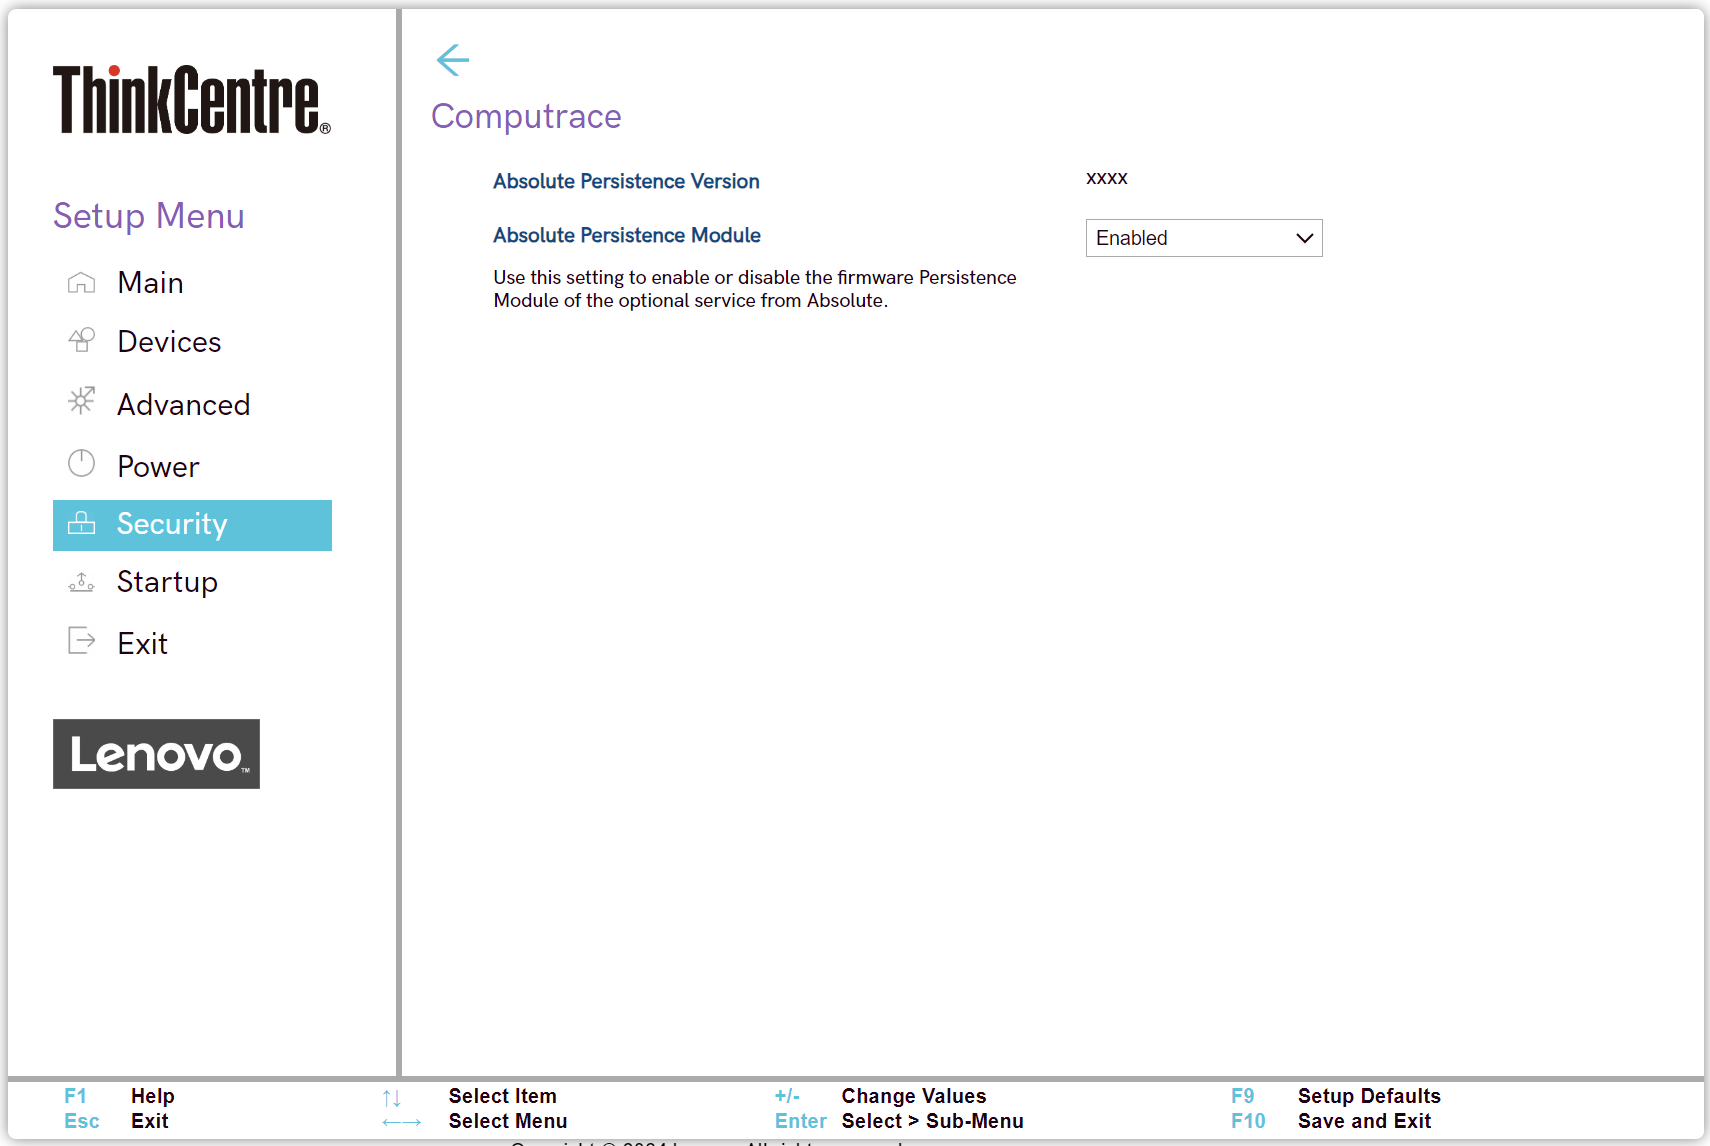 ThinkCentre®
Setup Menu
Main
Devices
Advanced
Power
Security
Startup
Exit
Lenovo™
Computrace
Absolute Persistence Version xxxx
Absolute Persistence Module Enabled
Use this setting to enable or disable the firmware Persistence
Module of the optional service from Absolute.
F1 Help ↑↓ Select Item +/- Change Values F9 Setup Defaults
Esc Exit ←→ Select Menu Enter Select > Sub-Menu F10 Save and Exit